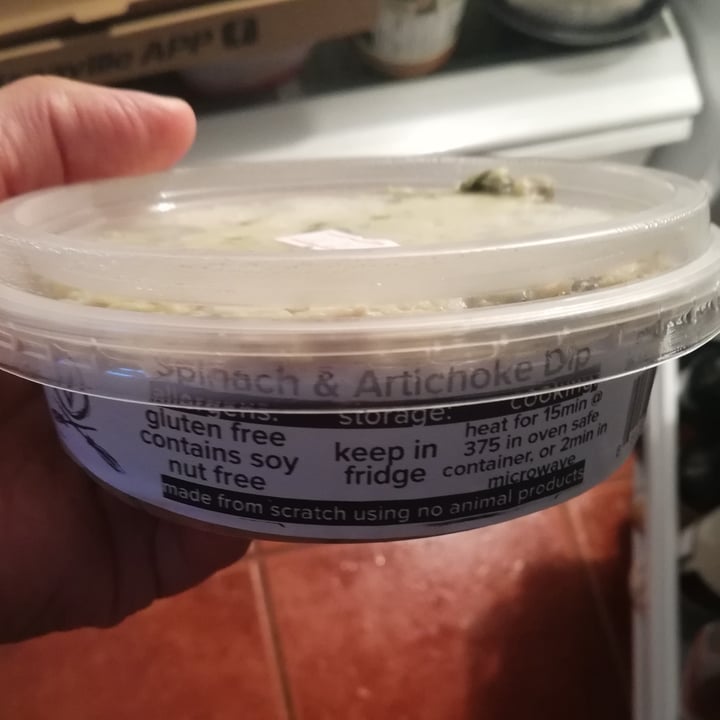 APP
Spinach & Artichoke Dip
allergens:
gluten free
contains soy
nut free
storage:
keep in
fridge
cooking:
heat for 15min @
375 in oven safe
container, or 2min in
microwave
made from scratch using no animal products